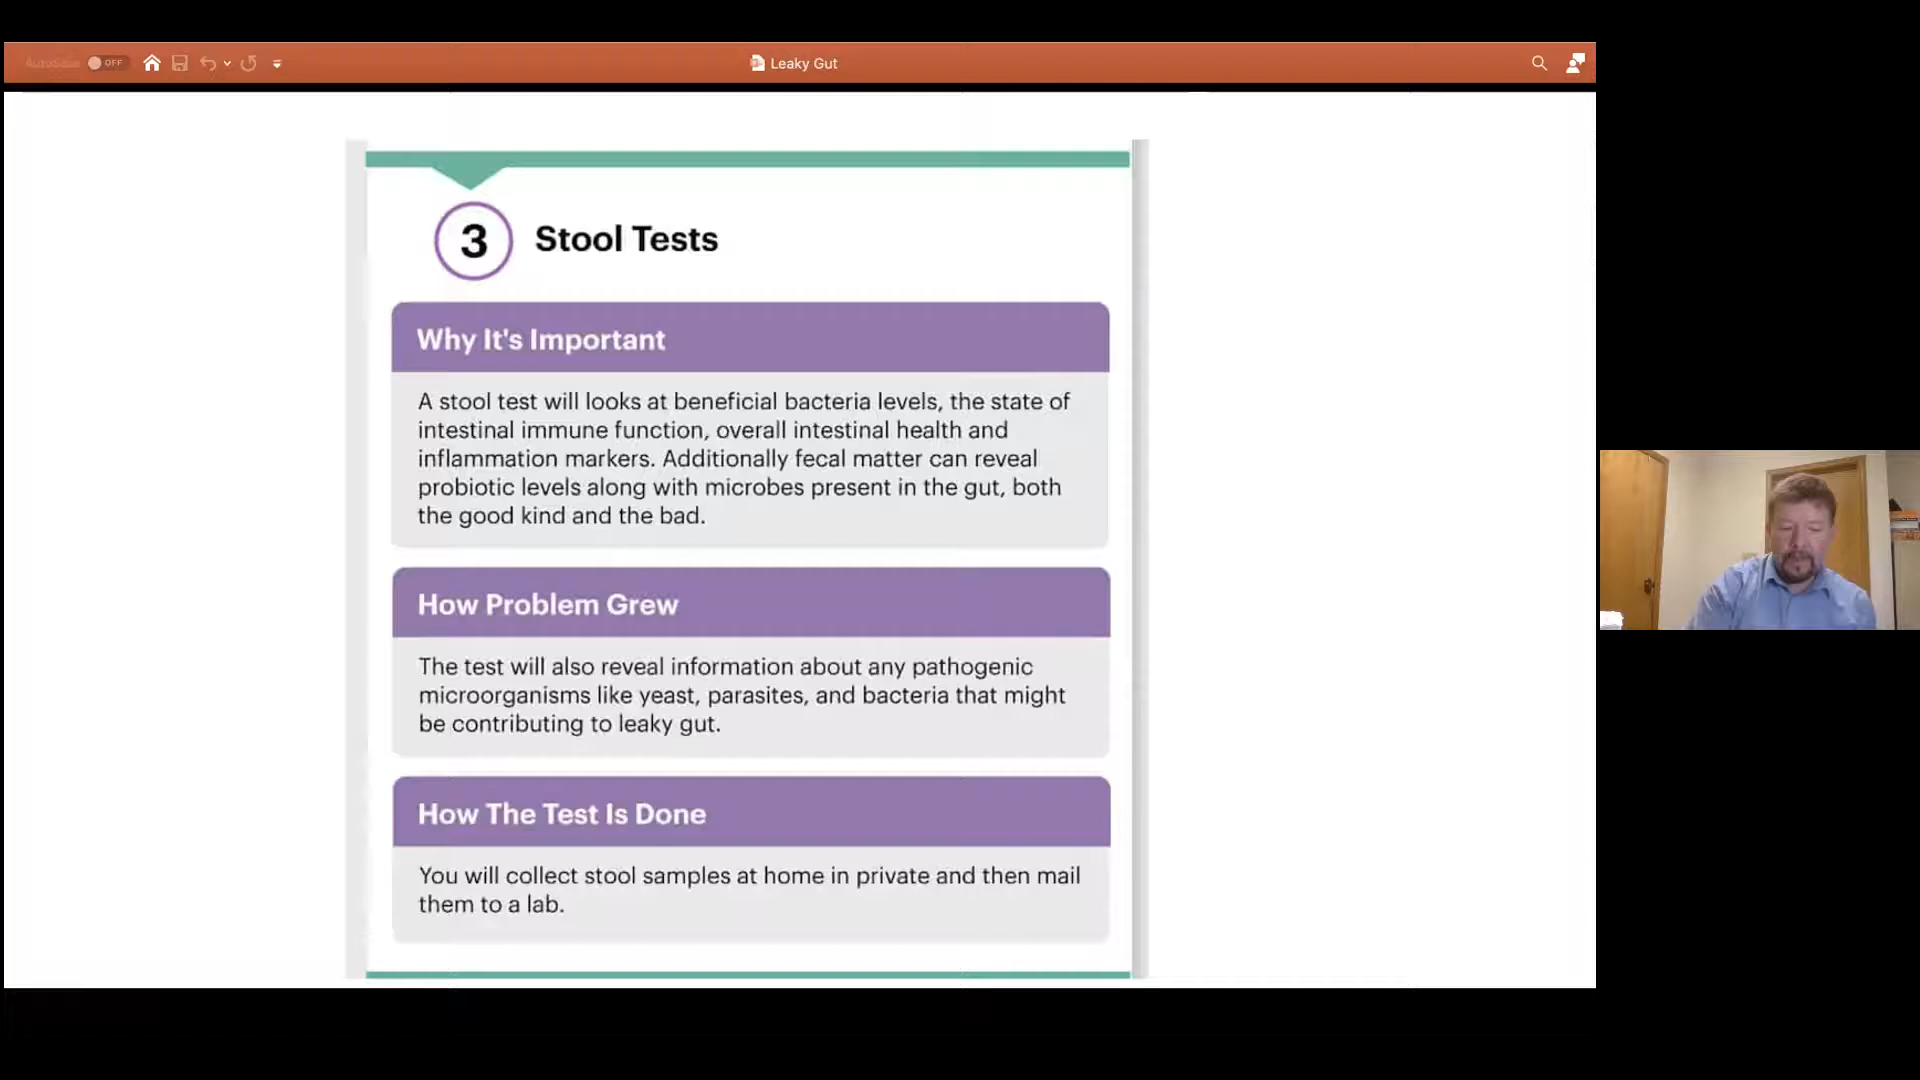 AutoSave OFF
Leaky Gut
3 Stool Tests
Why It's Important
A stool test will looks at beneficial bacteria levels, the state of
intestinal immune function, overall intestinal health and
inflammation markers. Additionally fecal matter can reveal
probiotic levels along with microbes present in the gut, both
the good kind and the bad.
How Problem Grew
The test will also reveal information about any pathogenic
microorganisms like yeast, parasites, and bacteria that might
be contributing to leaky gut.
How The Test Is Done
You will collect stool samples at home in private and then mail
them to a lab.